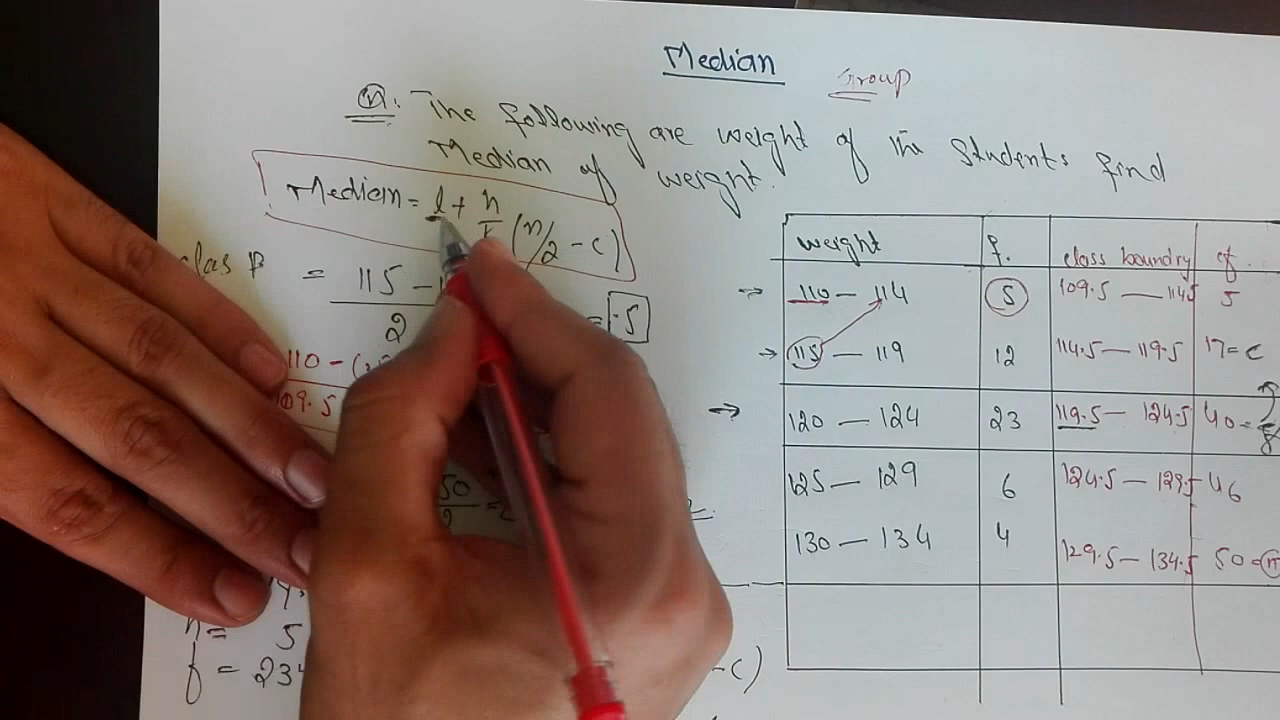 Median Group
Qn: The following are weight of the students find
Median of weight.
Median = l + h/f (n/2 - c)
clas B = 115 -
2
= .5
110 - (
109.5
50
2
h = 5
f = 23
- c)
weight f. class boundry cf.
→ 110 — 114 5 109.5 — 114.5 5
→ 115 — 119 12 114.5 — 119.5 17 = c
→ 120 — 124 23 119.5 — 124.5 40 =
125 — 129 6 124.5 — 129.5 46
130 — 134 4 129.5 — 134.5 50 = n